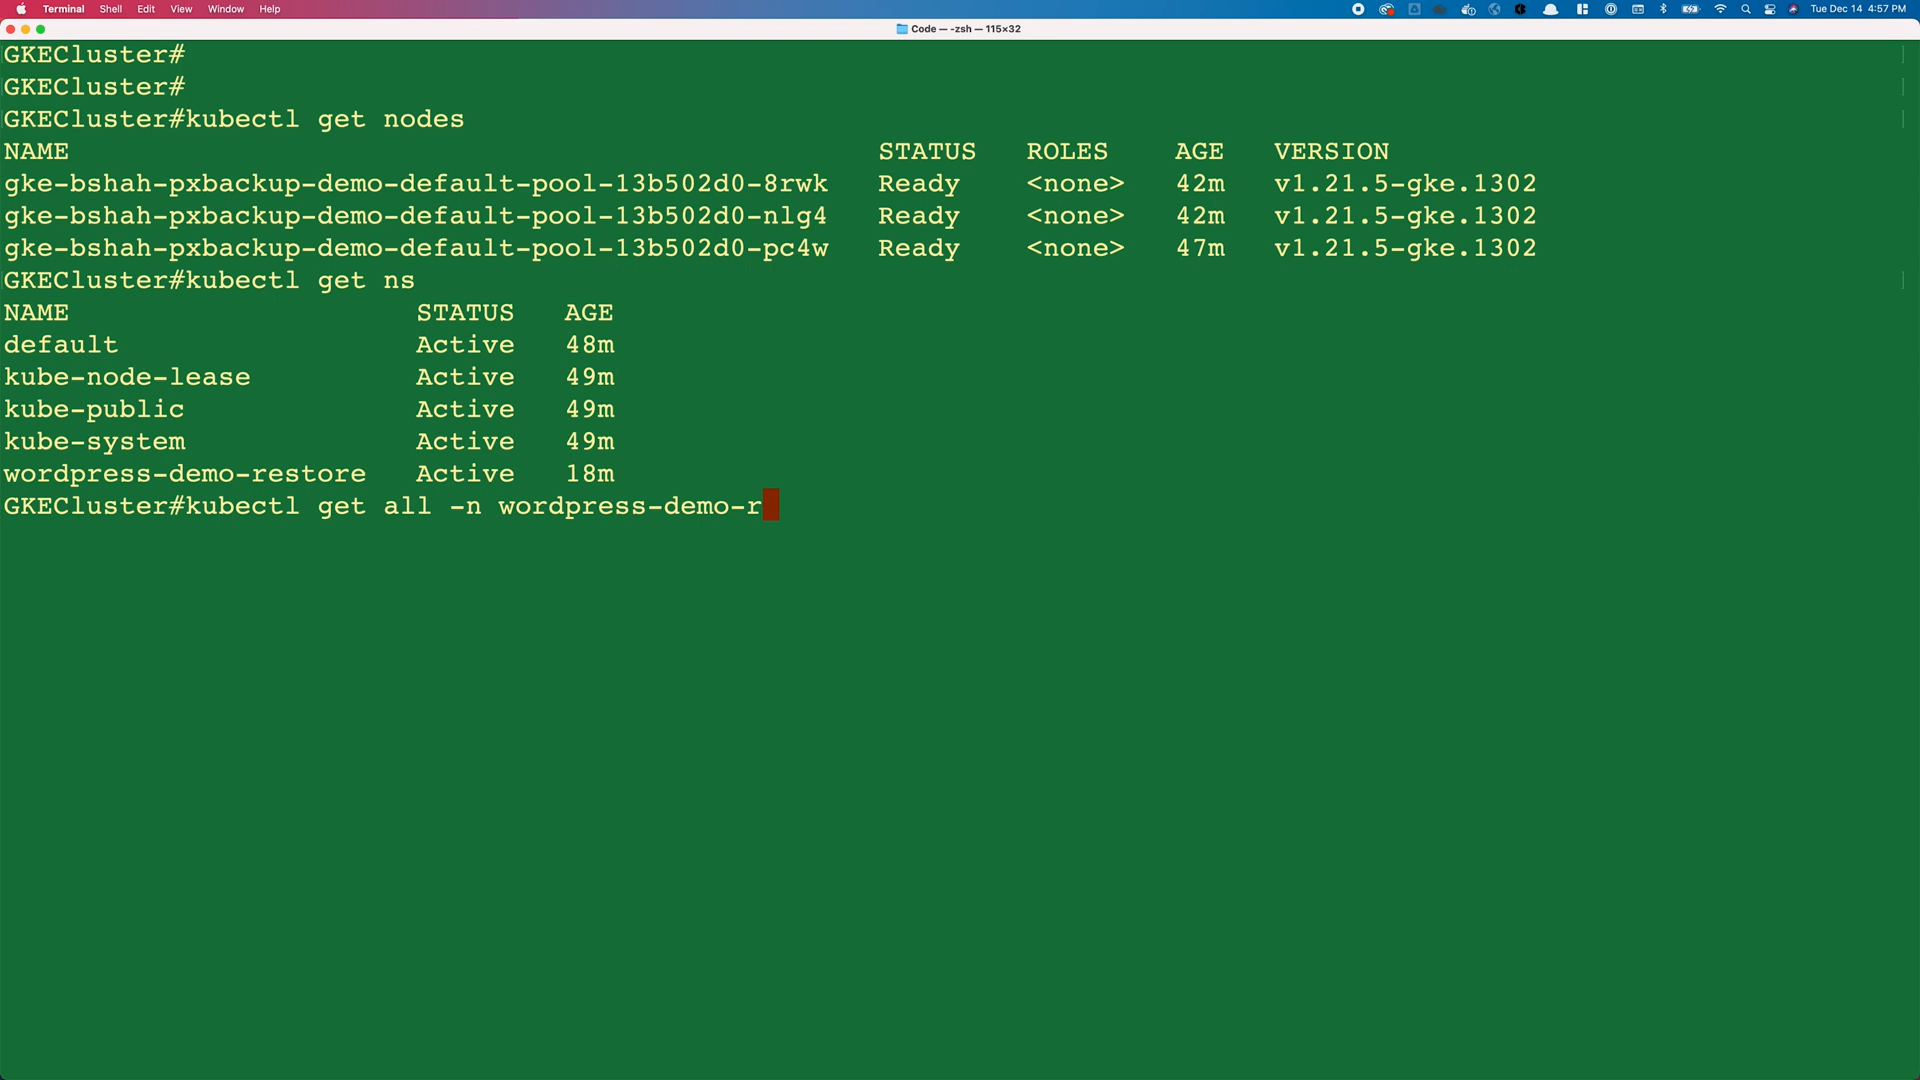 Terminal Shell Edit View Window Help Tue Dec 14 4:57 PM
Code — -zsh — 115×32
GKECluster#
GKECluster#
GKECluster#kubectl get nodes
NAME STATUS ROLES AGE VERSION
gke-bshah-pxbackup-demo-default-pool-13b502d0-8rwk Ready <none> 42m v1.21.5-gke.1302
gke-bshah-pxbackup-demo-default-pool-13b502d0-nlg4 Ready <none> 42m v1.21.5-gke.1302
gke-bshah-pxbackup-demo-default-pool-13b502d0-pc4w Ready <none> 47m v1.21.5-gke.1302
GKECluster#kubectl get ns
NAME STATUS AGE
default Active 48m
kube-node-lease Active 49m
kube-public Active 49m
kube-system Active 49m
wordpress-demo-restore Active 18m
GKECluster#kubectl get all -n wordpress-demo-r